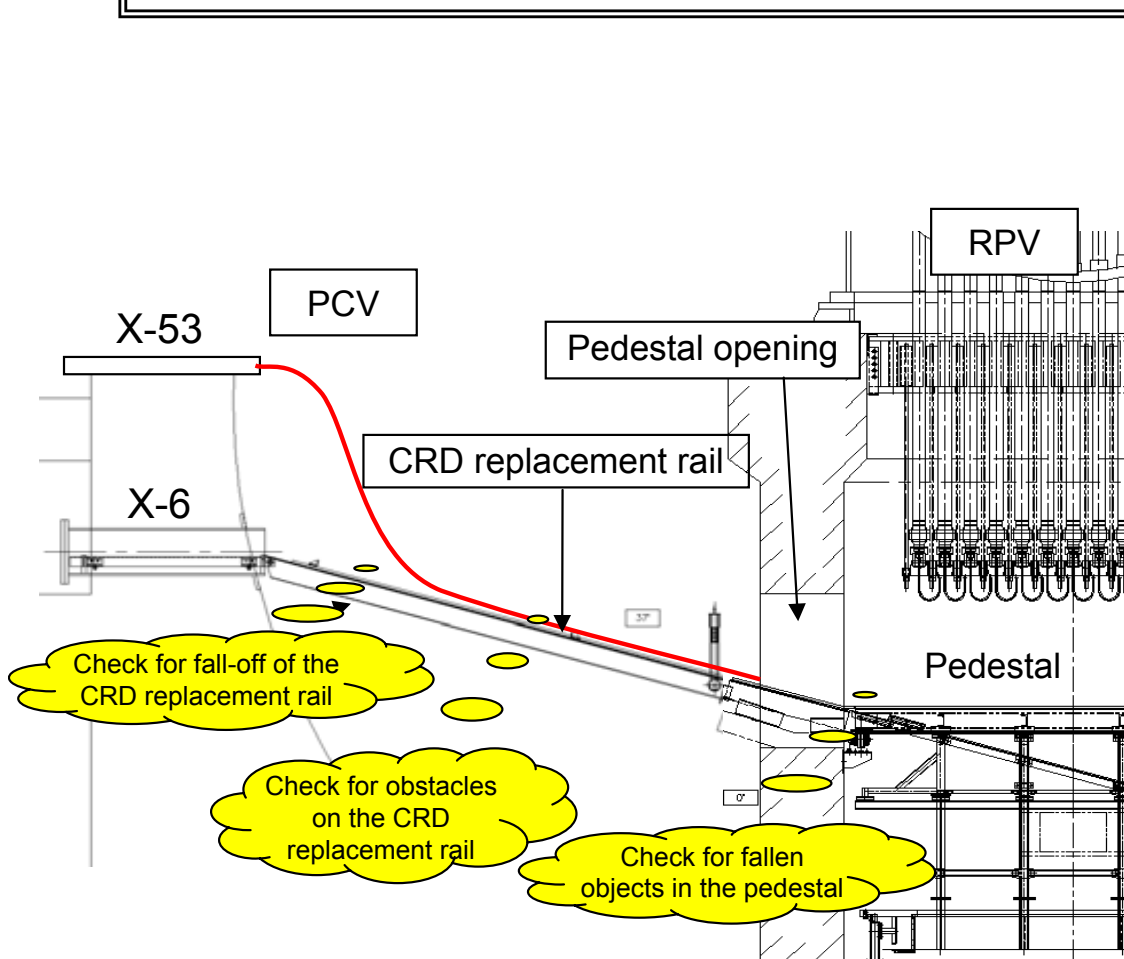 RPV
PCV
X-53
Pedestal opening
CRD replacement rail
X-6
37°
Pedestal
Check for fall-off of the
CRD replacement rail
Check for obstacles
on the CRD
replacement rail
0°
Check for fallen
objects in the pedestal